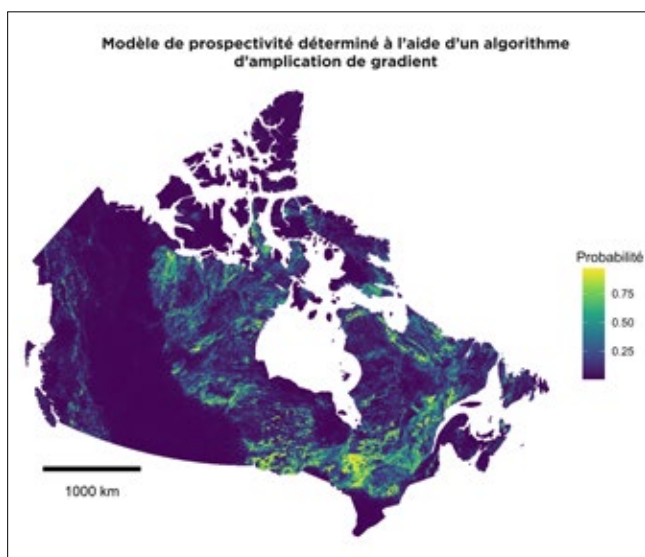 Modèle de prospectivité déterminé à l'aide d'un algorithme
d'amplication de gradient
Probabilité
0.75
0.50
0.25
1000 km